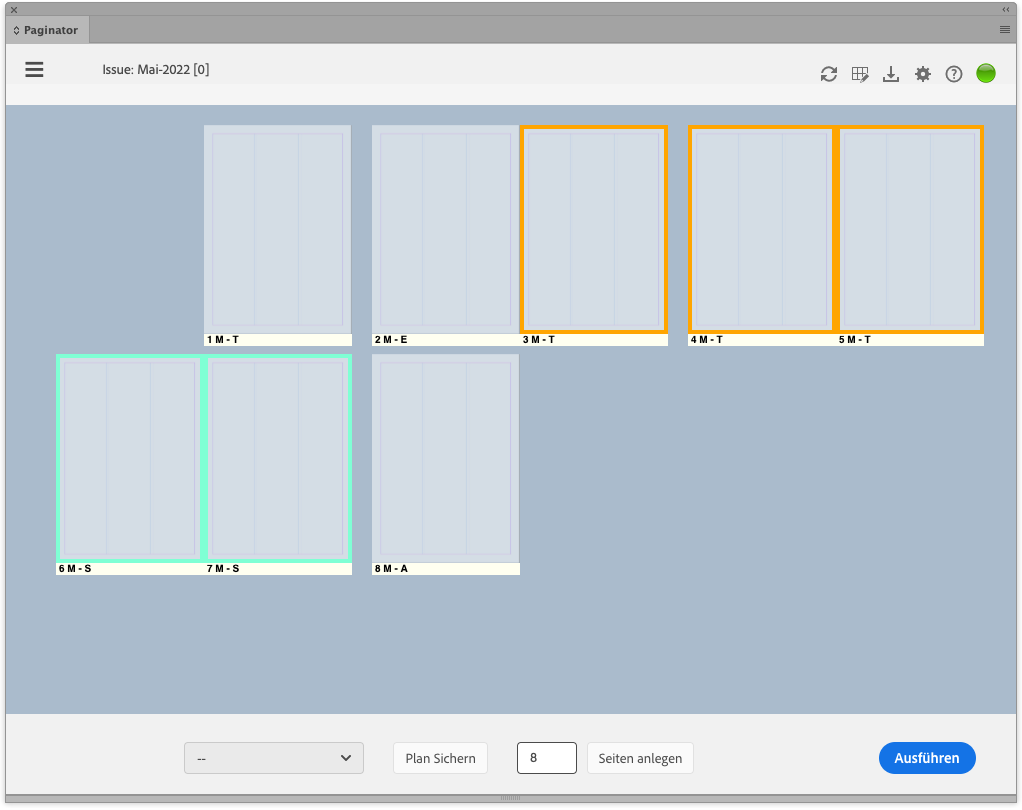 Paginator
Issue: Mai-2022 [0]
1 M - T
2 M - E
3 M - T
4 M - T
5 M - T
6 M - S
7 M - S
8 M - A
--
Plan Sichern
8
Seiten anlegen
Ausführen